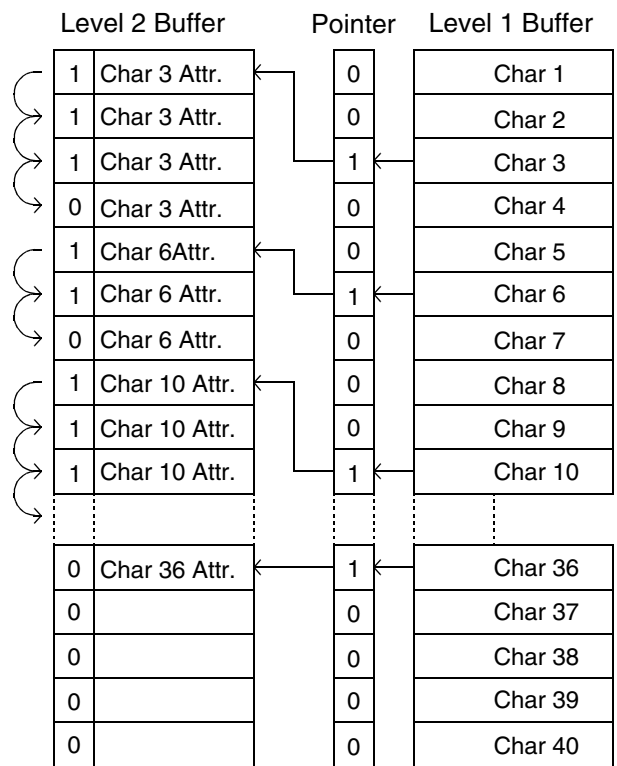 Level 2 Buffer Pointer Level 1 Buffer
1 Char 3 Attr. 0 Char 1
1 Char 3 Attr. 0 Char 2
1 Char 3 Attr. 1 Char 3
0 Char 3 Attr. 0 Char 4
1 Char 6Attr. 0 Char 5
1 Char 6 Attr. 1 Char 6
0 Char 6 Attr. 0 Char 7
1 Char 10 Attr. 0 Char 8
1 Char 10 Attr. 0 Char 9
1 Char 10 Attr. 1 Char 10
0 Char 36 Attr. 1 Char 36
0 0 Char 37
0 0 Char 38
0 0 Char 39
0 0 Char 40